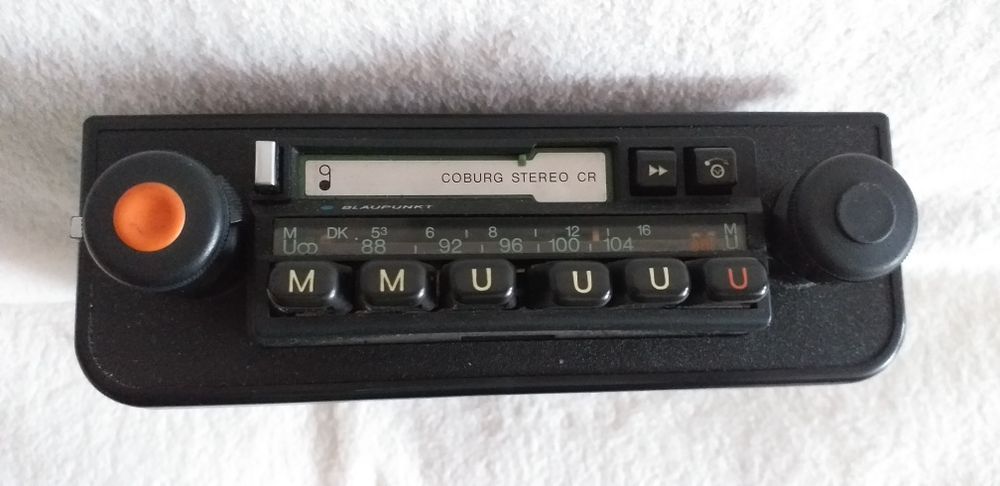 COBURG STEREO CR
BLAUPUNKT
M DK 5³ 6 8 12 16 M
U 88 92 96 100 104 U
M M U U U U